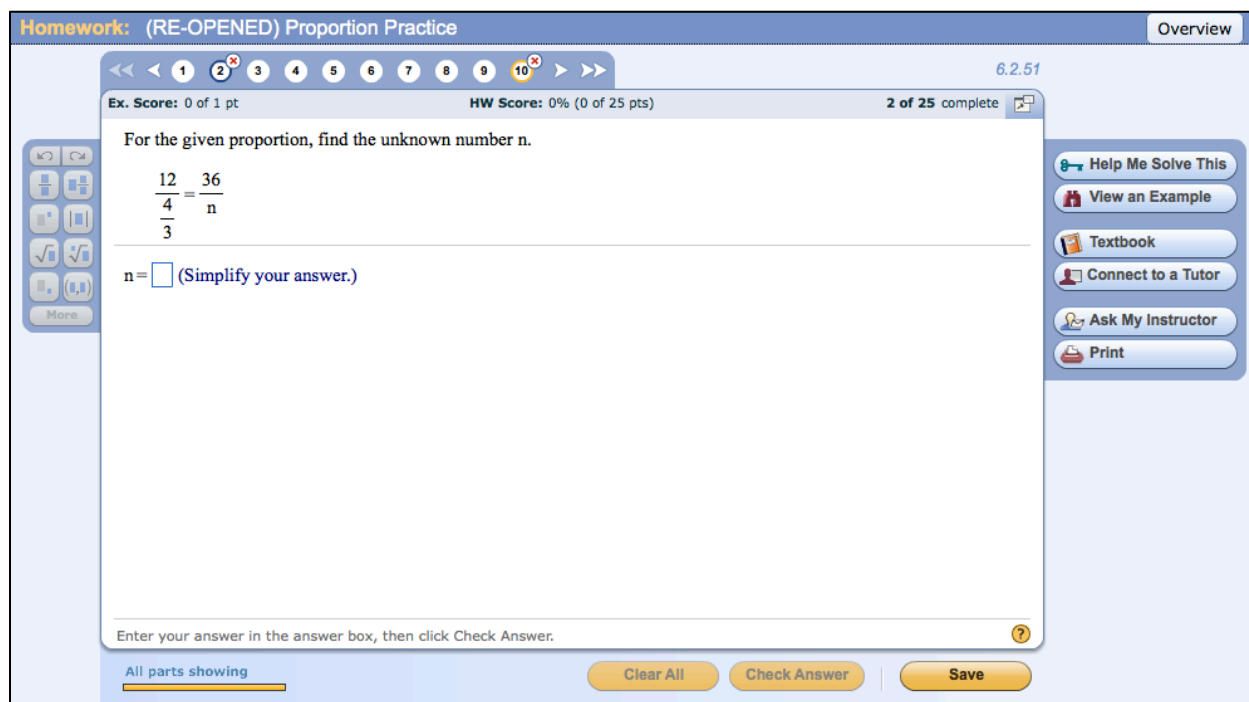 Homework: (RE-OPENED) Proportion Practice
Overview
1 2 3 4 5 6 7 8 9 10
6.2.51
Ex. Score: 0 of 1 pt HW Score: 0% (0 of 25 pts) 2 of 25 complete
For the given proportion, find the unknown number n.
12 36
= 
4 n
3
n = (Simplify your answer.)
More
Help Me Solve This
View an Example
Textbook
Connect to a Tutor
Ask My Instructor
Print
Enter your answer in the answer box, then click Check Answer. ?
All parts showing
Clear All Check Answer Save